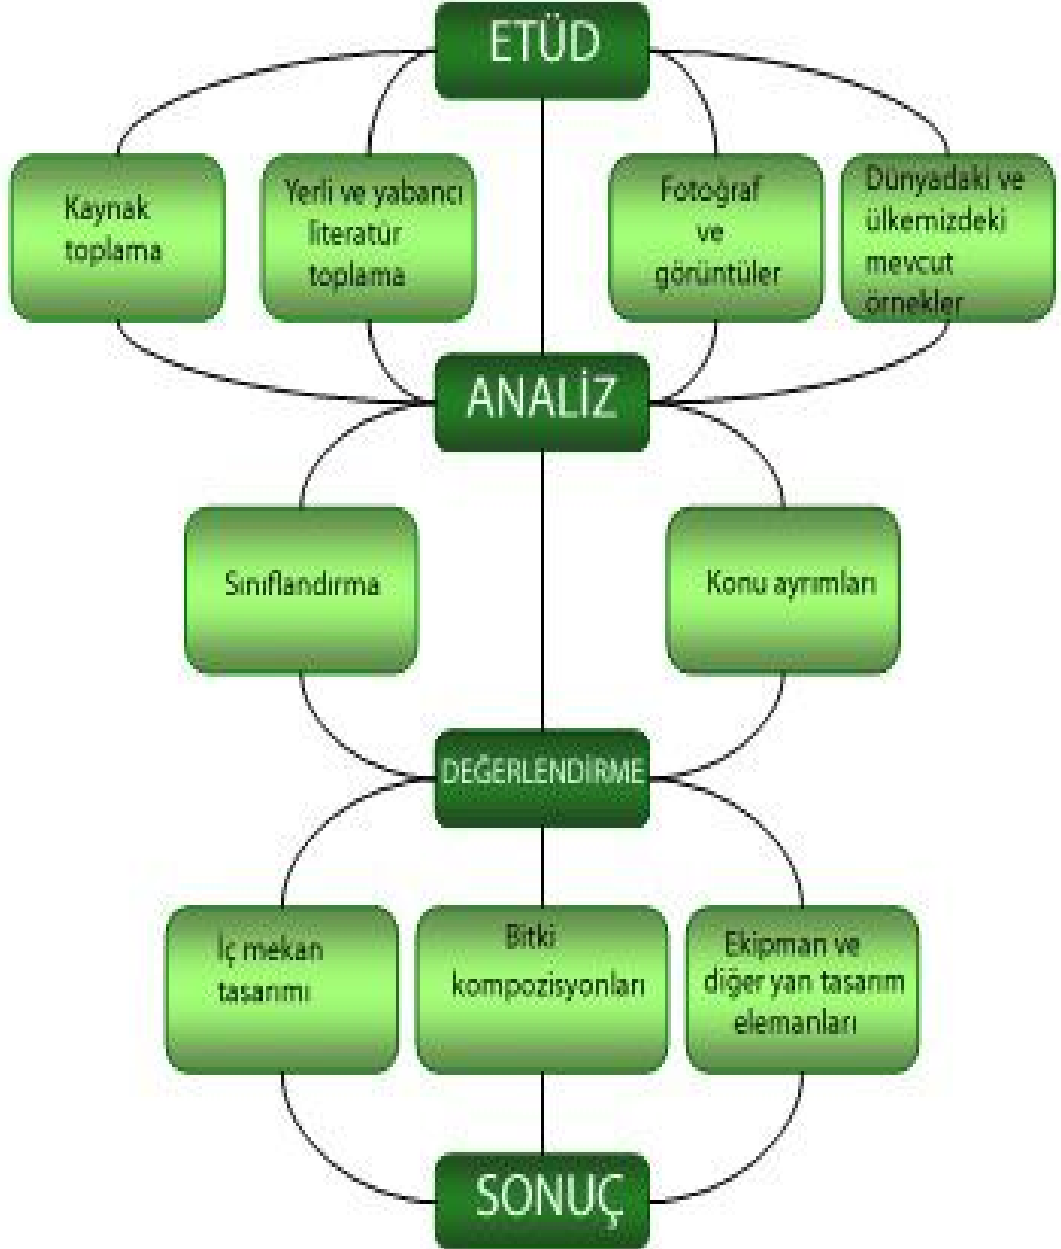 ETÜD
Kaynak
toplama
Yerli ve yabancı
literatür
toplama
Fotoğraf
ve
görüntüler
Dünyadaki ve
ülkemizdeki
mevcut
örnekler
ANALİZ
Sınıflandırma
Konu ayrımları
DEĞERLENDİRME
İç mekan
tasarımı
Bitki
kompozisyonları
Ekipman ve
diğer yan tasarım
elemanları
SONUÇ